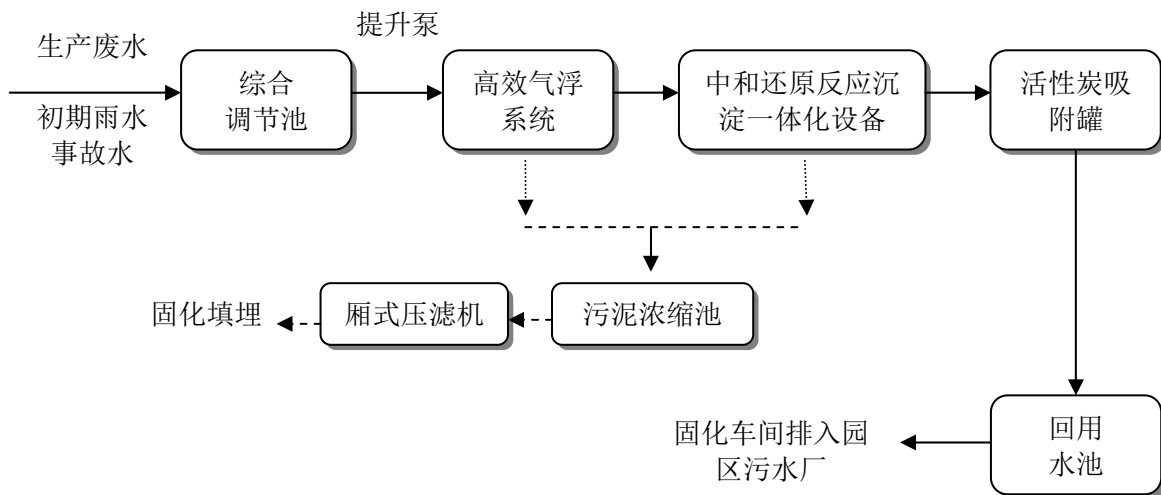 提升泵
生产废水
初期雨水
事故水
综合
调节池
高效气浮
系统
中和还原反应沉
淀一体化设备
活性炭吸
附罐
固化填埋
厢式压滤机
污泥浓缩池
固化车间排入园
区污水厂
回用
水池